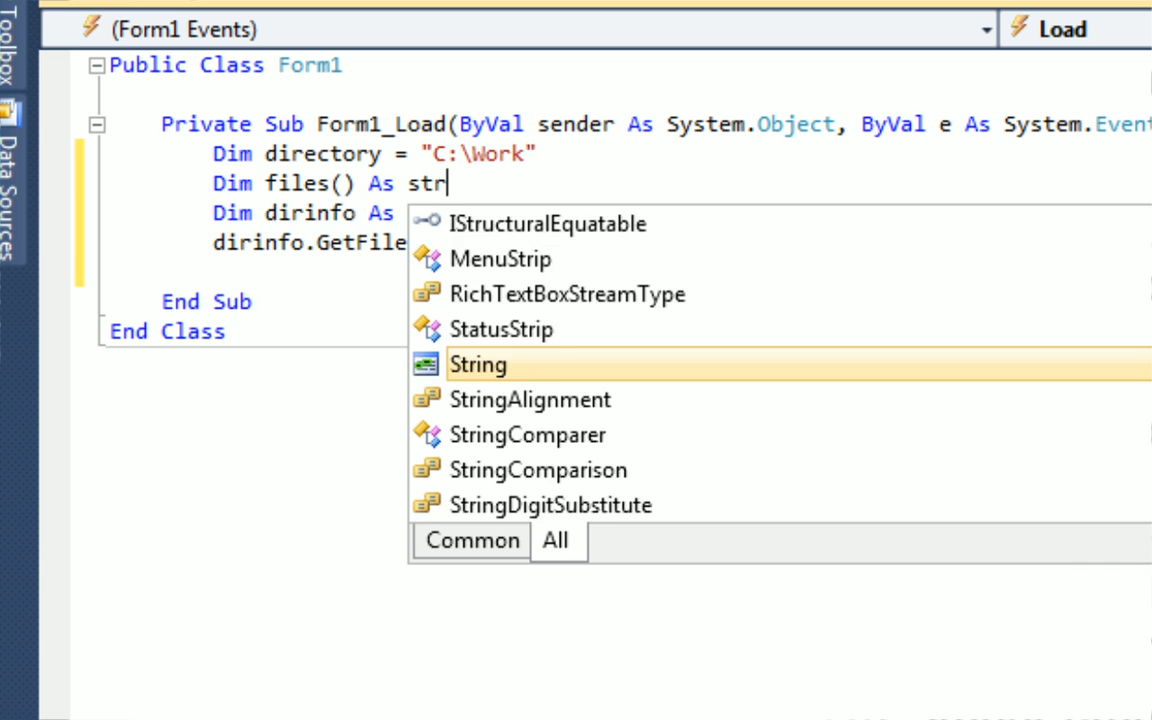 Toolbox
Data Sources
(Form1 Events)
Load
Public Class Form1
Private Sub Form1_Load(ByVal sender As System.Object, ByVal e As System.Event
Dim directory = "C:\Work"
Dim files() As str
Dim dirinfo As
dirinfo.GetFile
End Sub
End Class
IStructuralEquatable
MenuStrip
RichTextBoxStreamType
StatusStrip
String
StringAlignment
StringComparer
StringComparison
StringDigitSubstitute
Common All